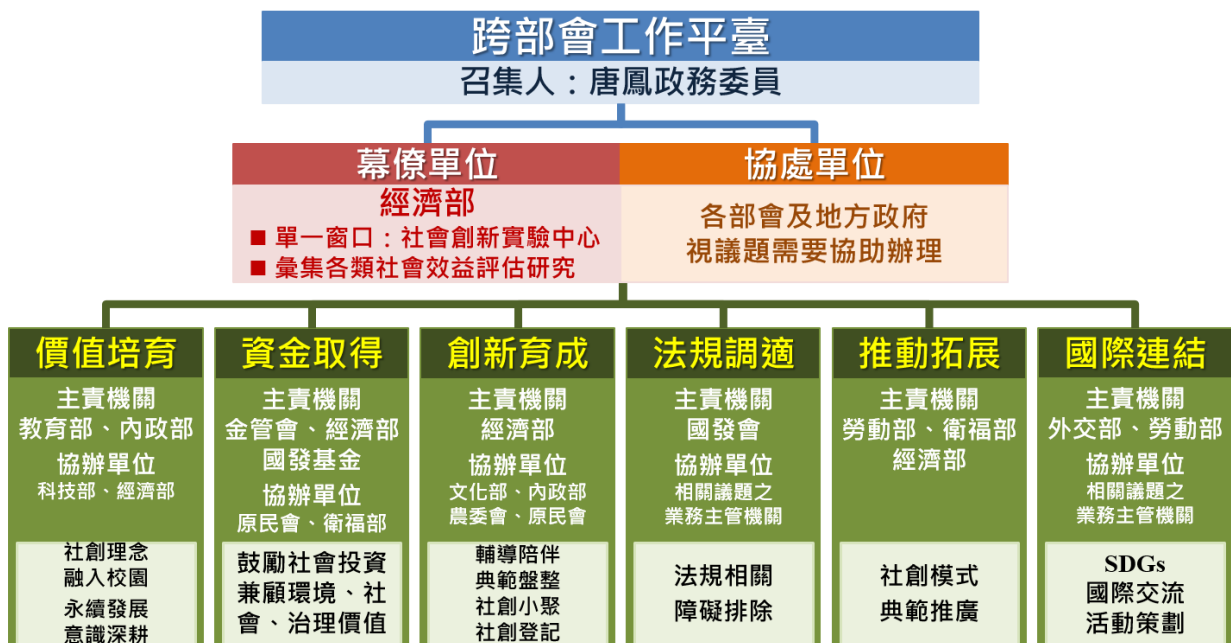 跨部會工作平臺
召集人：唐鳳政務委員
幕僚單位
經濟部
■ 單一窗口：社會創新實驗中心
■ 彙集各類社會效益評估研究
協處單位
各部會及地方政府
視議題需要協助辦理
價值培育
主責機關
教育部、內政部
協辦單位
科技部、經濟部
社創理念
融入校園
永續發展
意識深耕
資金取得
主責機關
金管會、經濟部
國發基金
協辦單位
原民會、衛福部
鼓勵社會投資
兼顧環境、社
會、治理價值
創新育成
主責機關
經濟部
協辦單位
文化部、內政部
農委會、原民會
輔導陪伴
典範盤整
社創小聚
社創登記
法規調適
主責機關
國發會
協辦單位
相關議題之
業務主管機關
法規相關
障礙排除
推動拓展
主責機關
勞動部、衛福部
經濟部
社創模式
典範推廣
國際連結
主責機關
外交部、勞動部
協辦單位
相關議題之
業務主管機關
SDGs
國際交流
活動策劃